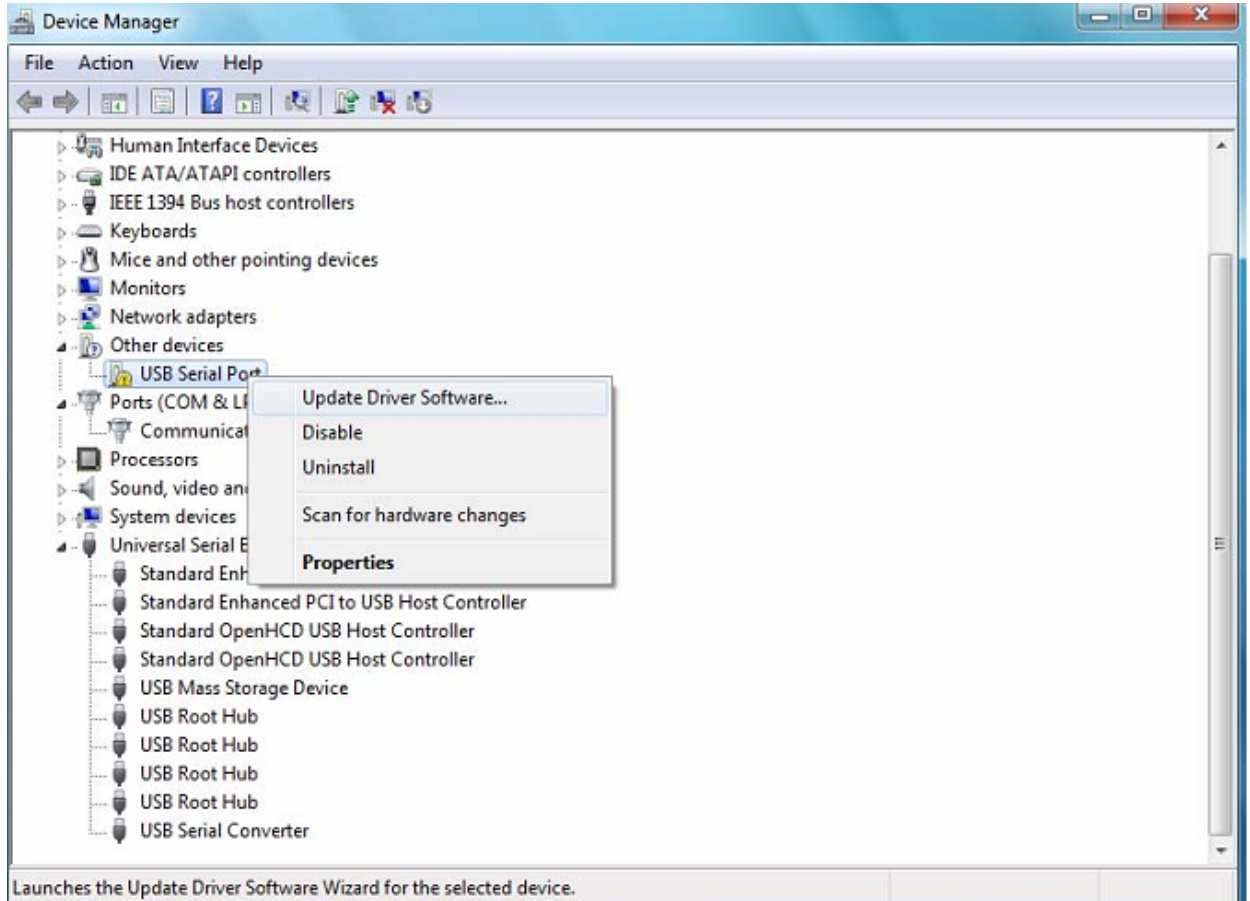 Device Manager
File Action View Help
Human Interface Devices
IDE ATA/ATAPI controllers
IEEE 1394 Bus host controllers
Keyboards
Mice and other pointing devices
Monitors
Network adapters
Other devices
USB Serial Port
Update Driver Software...
Ports (COM &
Disable
Processors
Uninstall
Sound, video
System devices
Scan for hardware changes
Universal Serial
Properties
Standard
Standard Enhanced PCI to USB Host Controller
Standard OpenHCD USB Host Controller
Standard OpenHCD USB Host Controller
USB Mass Storage Device
USB Root Hub
USB Root Hub
USB Root Hub
USB Root Hub
USB Serial Converter
Launches the Update Driver Software Wizard for the selected device.